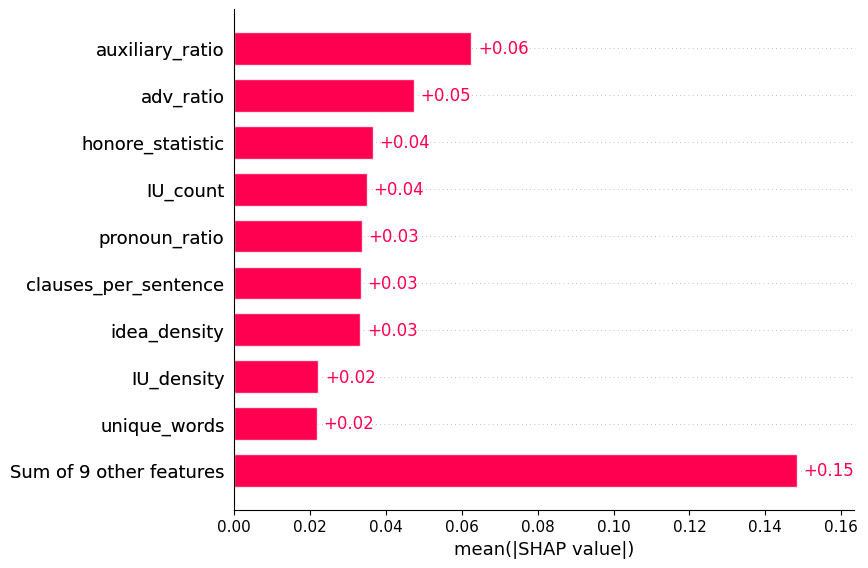 auxiliary_ratio +0.06
adv_ratio +0.05
honore_statistic +0.04
IU_count +0.04
pronoun_ratio +0.03
clauses_per_sentence +0.03
idea_density +0.03
IU_density +0.02
unique_words +0.02
Sum of 9 other features +0.15
0.00 0.02 0.04 0.06 0.08 0.10 0.12 0.14 0.16
mean(|SHAP value|)